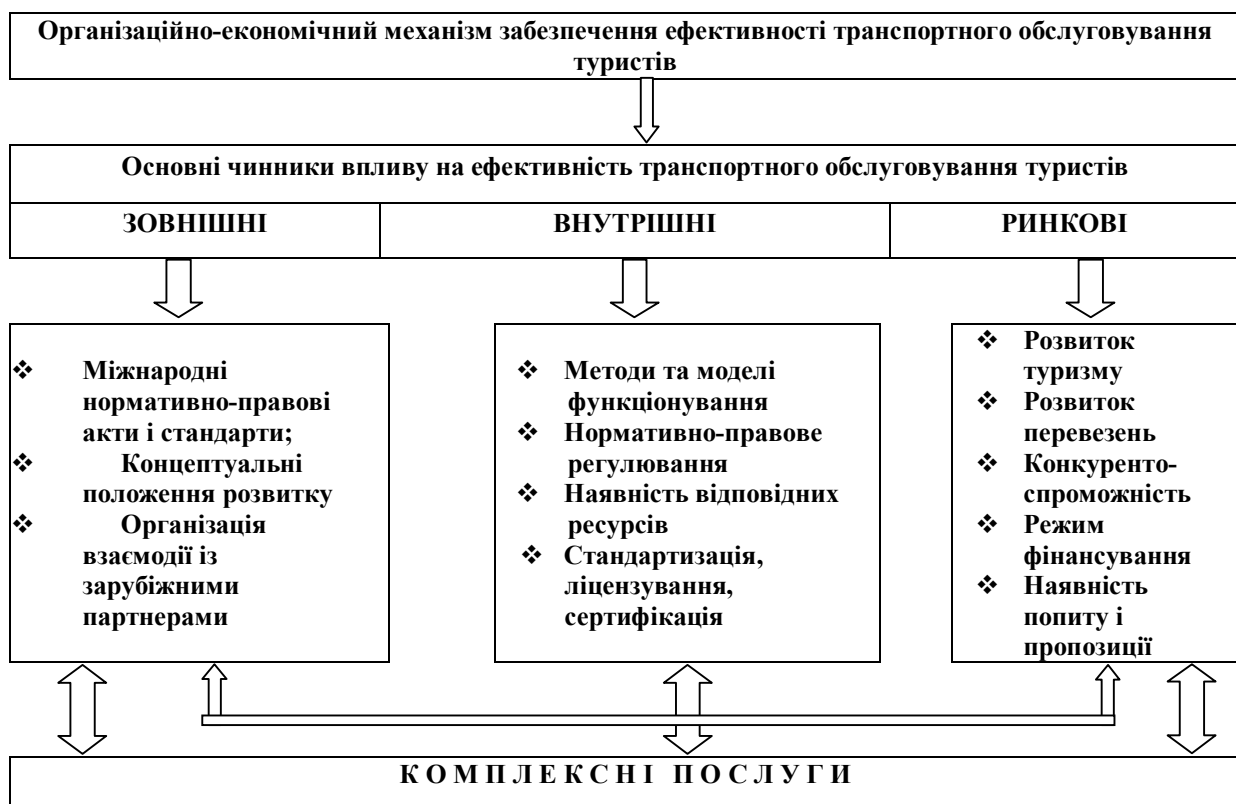 Організаційно-економічний механізм забезпечення ефективності транспортного обслуговування
туристів
Основні чинники впливу на ефективність транспортного обслуговування туристів
ЗОВНІШНІ
ВНУТРІШНІ
РИНКОВІ
❖ Міжнародні
нормативно-правові
акти і стандарти;
❖ Концептуальні
положення розвитку
❖ Організація
взаємодії із
зарубіжними
партнерами
❖ Методи та моделі
функціонування
❖ Нормативно-правове
регулювання
❖ Наявність відповідних
ресурсів
❖ Стандартизація,
ліцензування,
сертифікація
❖ Розвиток
туризму
❖ Розвиток
перевезень
❖ Конкуренто-
спроможність
❖ Режим
фінансування
❖ Наявність
попиту і
пропозиції
К О М П Л Е К С Н І П О С Л У Г И